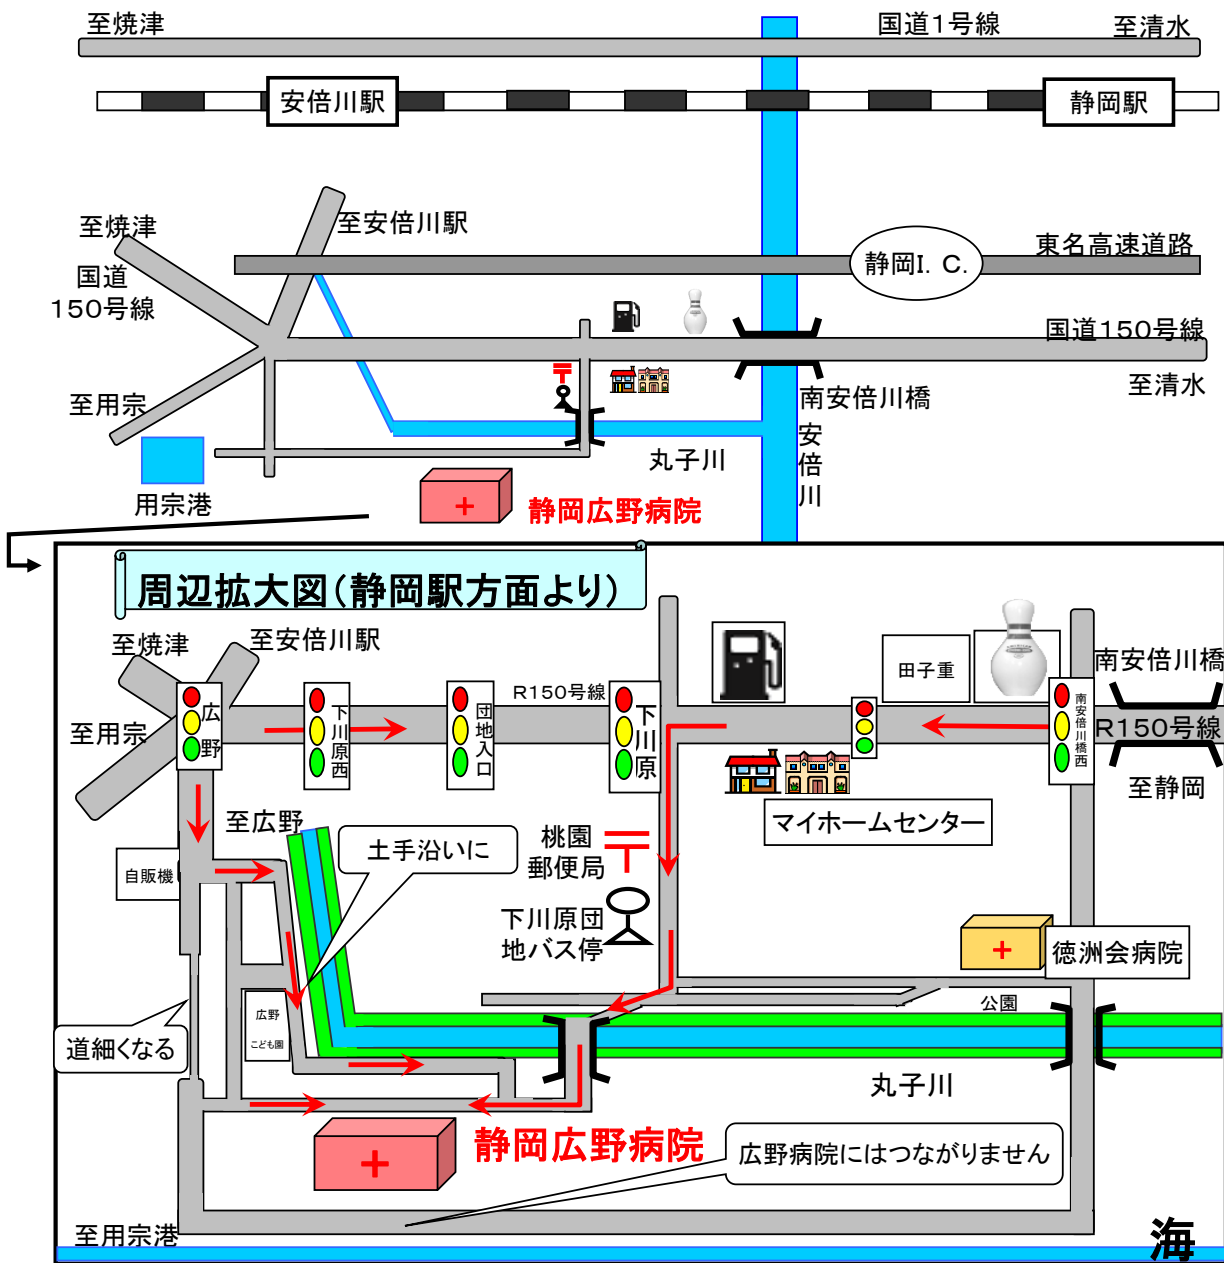 至焼津
国道1号線
至清水
安倍川駅
静岡駅
至焼津
至安倍川駅
東名高速道路
静岡I. C.
国道
150号線
国道150号線
至清水
至用宗
南安倍川橋
安倍川
丸子川
用宗港
静岡広野病院
周辺拡大図(静岡駅方面より)
至焼津
至安倍川駅
田子重
南安倍川橋
R150号線
広野
下川原西
団地入口
下川原
南安倍川橋西
R150号線
至用宗
至静岡
至広野
土手沿いに
桃園
郵便局
マイホームセンター
自販機
下川原団
地バス停
徳洲会病院
公園
広野
こども園
道細くなる
丸子川
静岡広野病院
広野病院にはつながりません
至用宗港
海